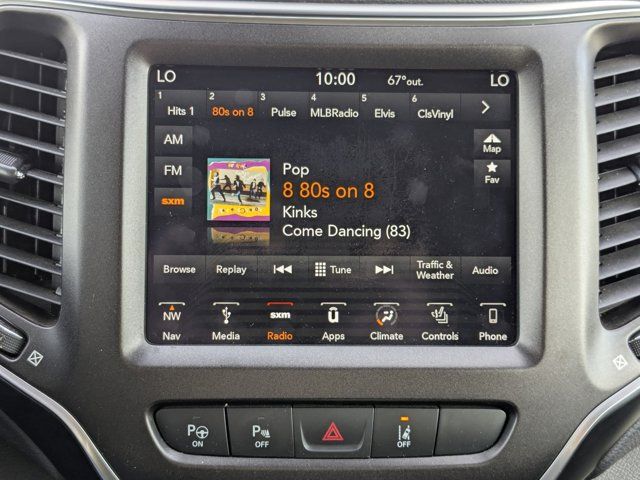 LO 10:00 67°out. LO
1 2 3 4 5 6
Hits 1 80s on 8 Pulse MLBRadio Elvis ClsVinyl
AM
FM
sxm
Map
Fav
Pop
8 80s on 8
Kinks
Come Dancing (83)
Browse Replay Tune Traffic & Weather Audio
NW sxm
Nav Media Radio Apps Climate Controls Phone
P ON P OFF OFF